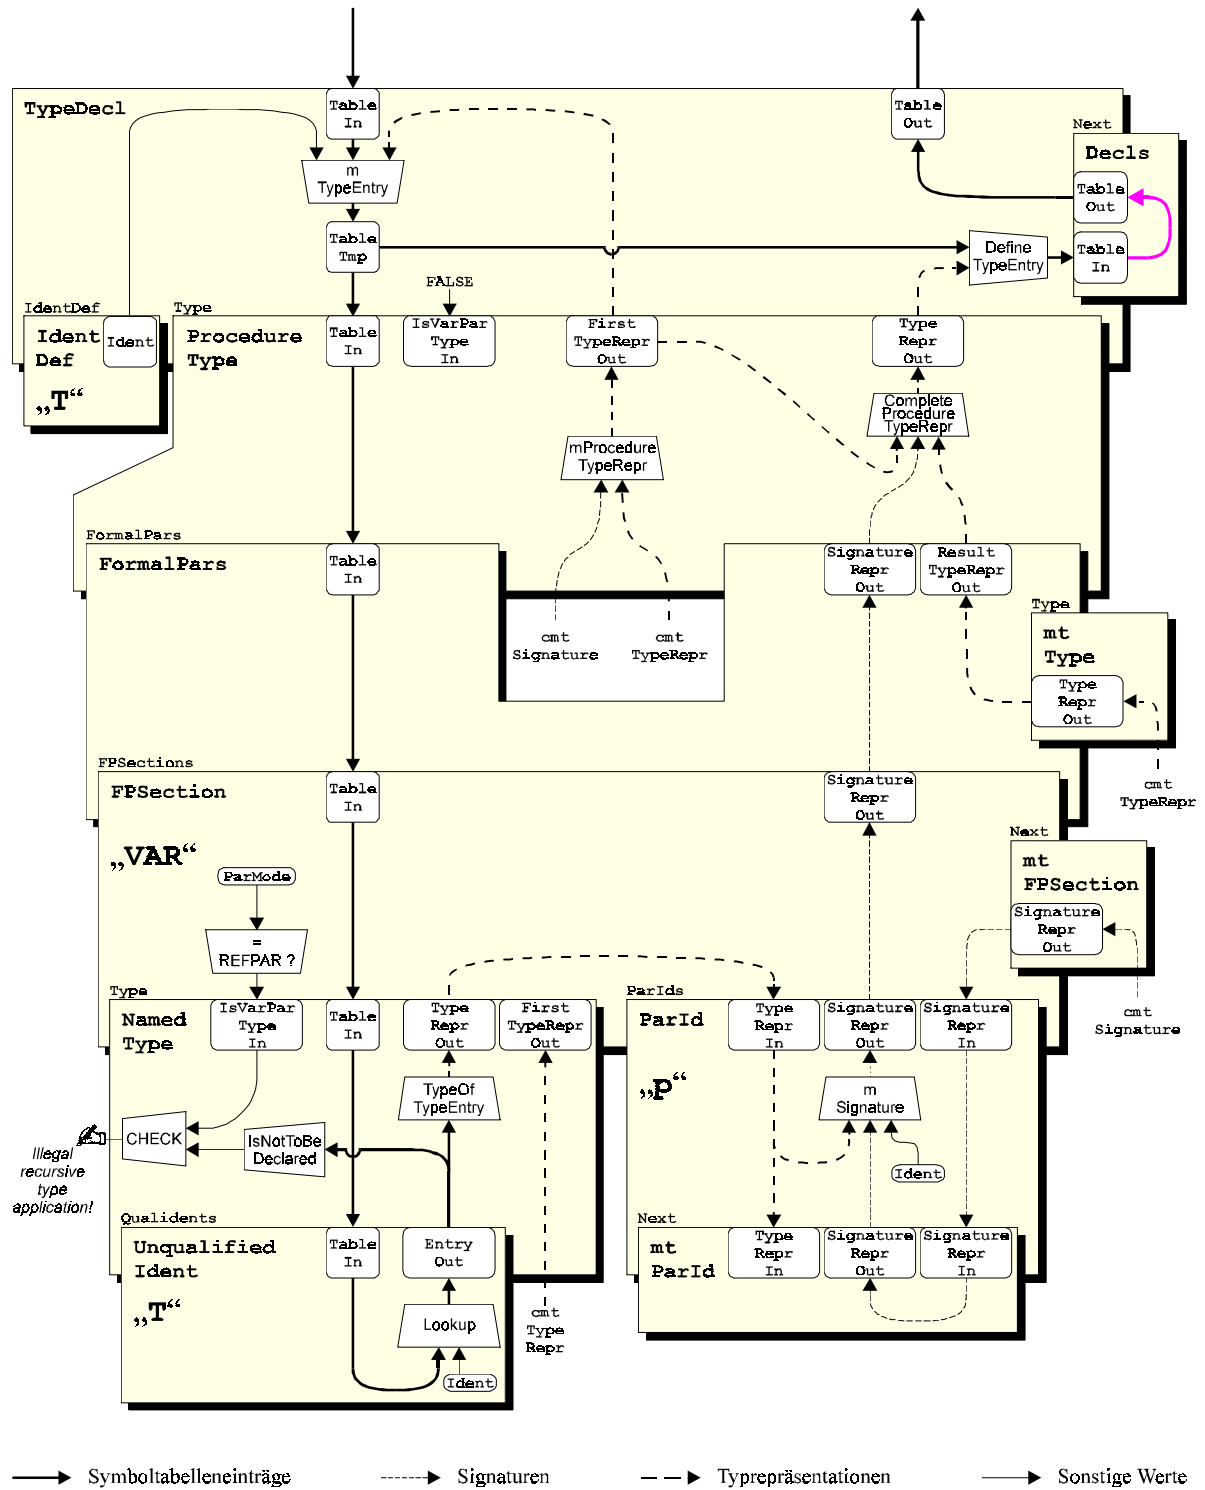 TypeDecl
Table
In
Table
Out
Next
Decls
m
TypeEntry
Table
Out
Table
Tmp
Define
TypeEntry
Table
In
FALSE
IdentDef
Ident
Def
Ident
„T“
Type
Procedure
Type
Table
In
IsVarPar
Type
In
First
TypeRepr
Out
Type
Repr
Out
Complete
Procedure
TypeRepr
mProcedure
TypeRepr
FormalPars
FormalPars
Table
In
Signature
Repr
Out
Result
TypeRepr
Out
cmt
Signature
cmt
TypeRepr
Type
mt
Type
Type
Repr
Out
cmt
TypeRepr
FPSections
FPSection
Table
In
Signature
Repr
Out
„VAR“
ParMode
=
REFPAR ?
Next
mt
FPSection
Signature
Repr
Out
cmt
Signature
Type
Named
Type
IsVarPar
Type
In
Table
In
Type
Repr
Out
First
TypeRepr
Out
TypeOf
TypeEntry
CHECK
IsNotToBe
Declared
Illegal
recursive
type
application!
ParIds
ParId
„p“
Type
Repr
In
Signature
Repr
Out
Signature
Repr
In
m
Signature
Ident
Qualidents
Unqualified
Ident
„T“
Table
In
Entry
Out
Lookup
Ident
cmt
Type
Repr
Next
mt
ParId
Type
Repr
In
Signature
Repr
Out
Signature
Repr
In
Symboltabelleneinträge
Signaturen
Typrepräsentationen
Sonstige Werte